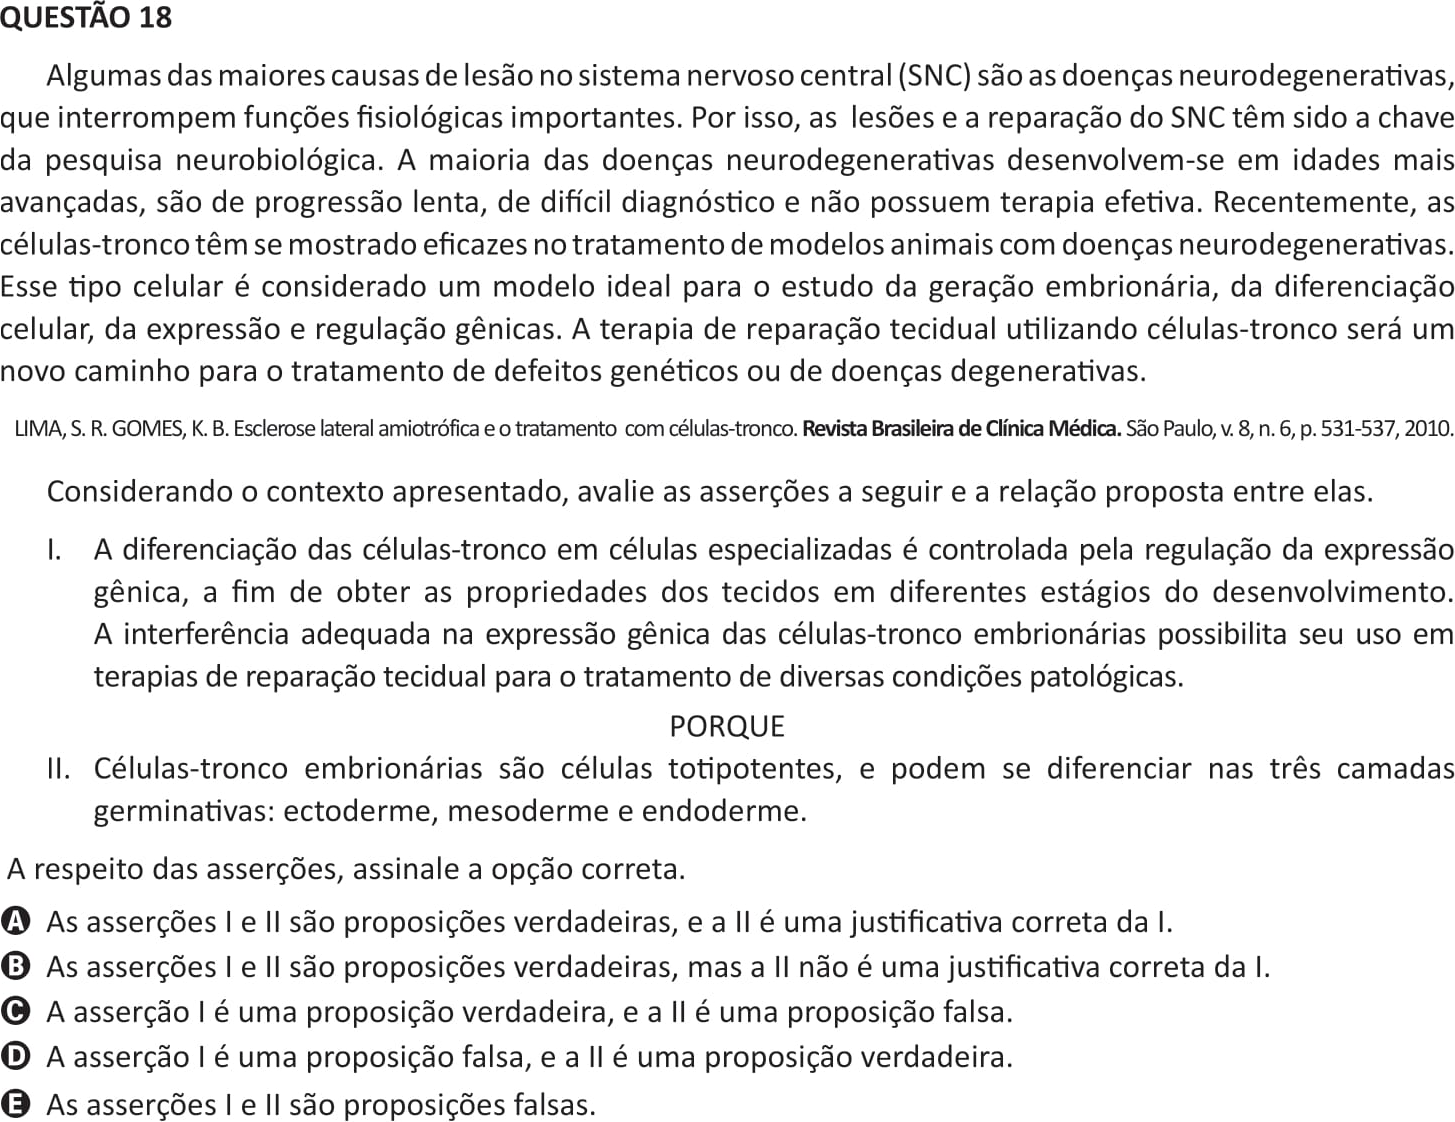 QUESTÃO 18
Algumas das maiores causas de lesão no sistema nervoso central (SNC) são as doenças neurodegenerativas,
que interrompem funções fisiológicas importantes. Por isso, as lesões e a reparação do SNC têm sido a chave
da pesquisa neurobiológica. A maioria das doenças neurodegenerativas desenvolvem-se em idades mais
avançadas, são de progressão lenta, de difícil diagnóstico e não possuem terapia efetiva. Recentemente, as
células-tronco têm se mostrado eficazes no tratamento de modelos animais com doenças neurodegenerativas.
Esse tipo celular é considerado um modelo ideal para o estudo da geração embrionária, da diferenciação
celular, da expressão e regulação gênicas. A terapia de reparação tecidual utilizando células-tronco será um
novo caminho para o tratamento de defeitos genéticos ou de doenças degenerativas.
LIMA, S. R. GOMES, K. B. Esclerose lateral amiotrófica e o tratamento com células-tronco. Revista Brasileira de Clínica Médica. São Paulo, v. 8, n. 6, p. 531-537, 2010.
Considerando o contexto apresentado, avalie as asserções a seguir e a relação proposta entre elas.
I. A diferenciação das células-tronco em células especializadas é controlada pela regulação da expressão
gênica, a fim de obter as propriedades dos tecidos em diferentes estágios do desenvolvimento.
A interferência adequada na expressão gênica das células-tronco embrionárias possibilita seu uso em
terapias de reparação tecidual para o tratamento de diversas condições patológicas.
PORQUE
II. Células-tronco embrionárias são células totipotentes, e podem se diferenciar nas três camadas
germinativas: ectoderme, mesoderme e endoderme.
A respeito das asserções, assinale a opção correta.
A As asserções I e II são proposições verdadeiras, e a II é uma justificativa correta da I.
B As asserções I e II são proposições verdadeiras, mas a II não é uma justificativa correta da I.
C A asserção I é uma proposição verdadeira, e a II é uma proposição falsa.
D A asserção I é uma proposição falsa, e a II é uma proposição verdadeira.
E As asserções I e II são proposições falsas.